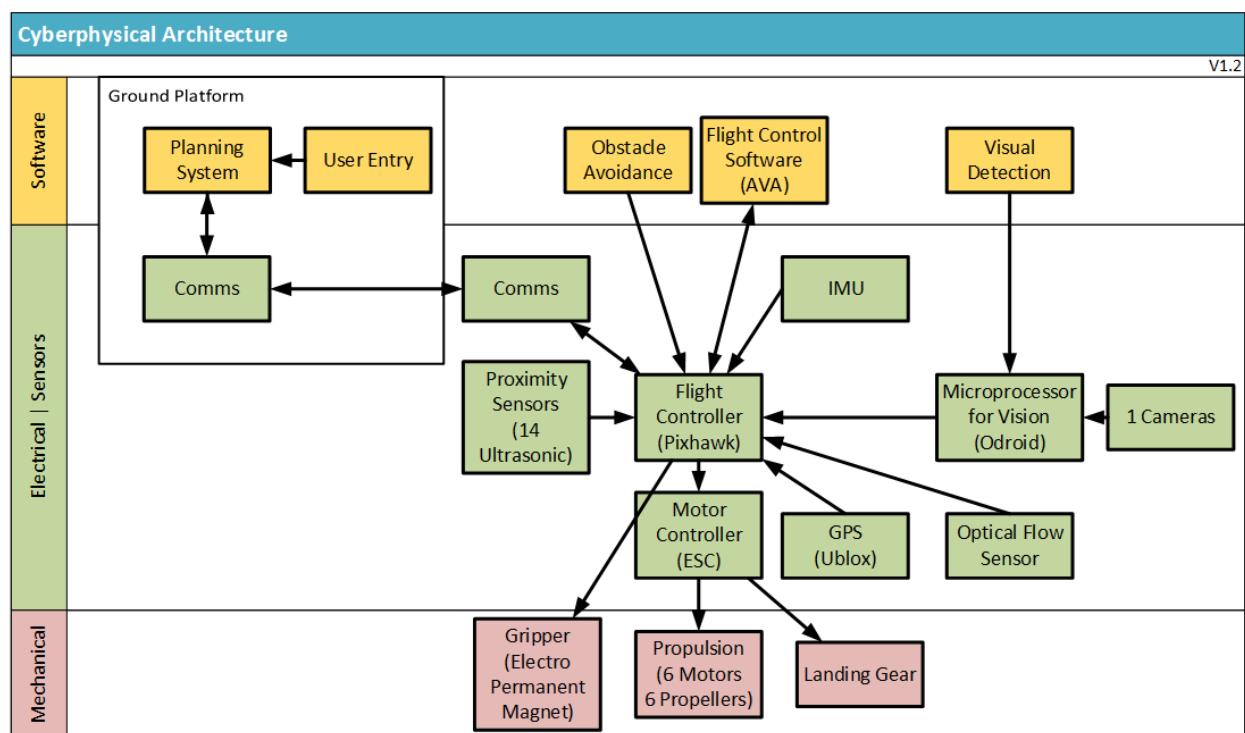 Cyberphysical Architecture
V1.2
Software
Ground Platform
Planning
System
User Entry
Obstacle
Avoidance
Flight Control
Software
(AVA)
Visual
Detection
Electrical | Sensors
Comms
Comms
IMU
Proximity
Sensors
(14
Ultrasonic)
Flight
Controller
(Pixhawk)
Microprocessor
for Vision
(Odroid)
1 Cameras
Motor
Controller
(ESC)
GPS
(Ublox)
Optical Flow
Sensor
Mechanical
Gripper
(Electro
Permanent
Magnet)
Propulsion
(6 Motors
6 Propellers)
Landing Gear